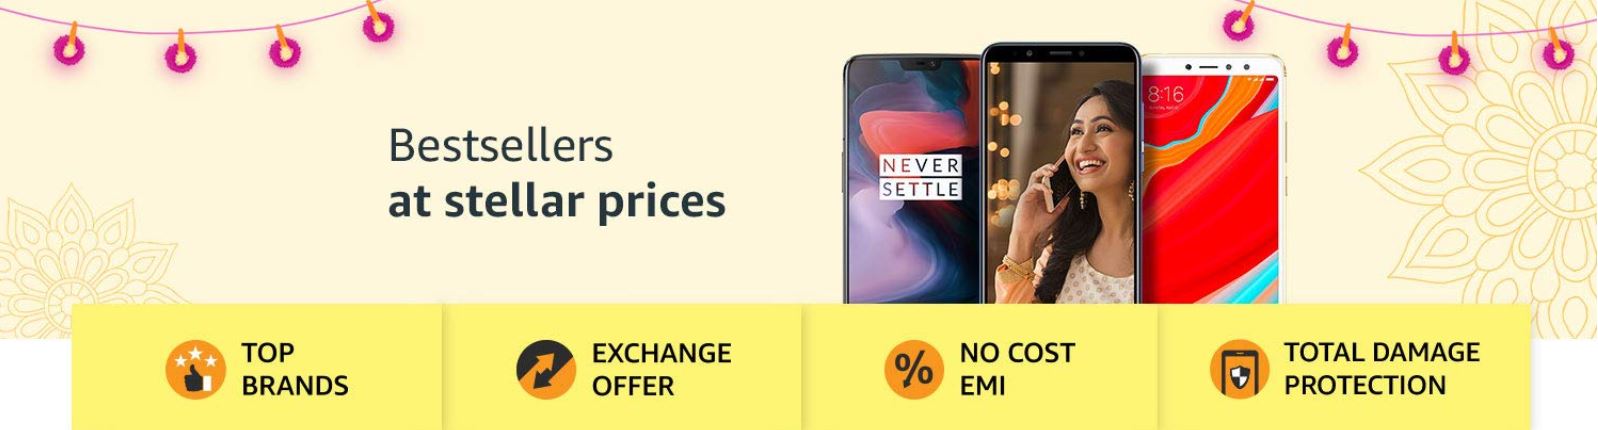 Bestsellers
at stellar prices
NEVER
SETTLE
8:16
TOP
BRANDS
EXCHANGE
OFFER
%
NO COST
EMI
TOTAL DAMAGE
PROTECTION